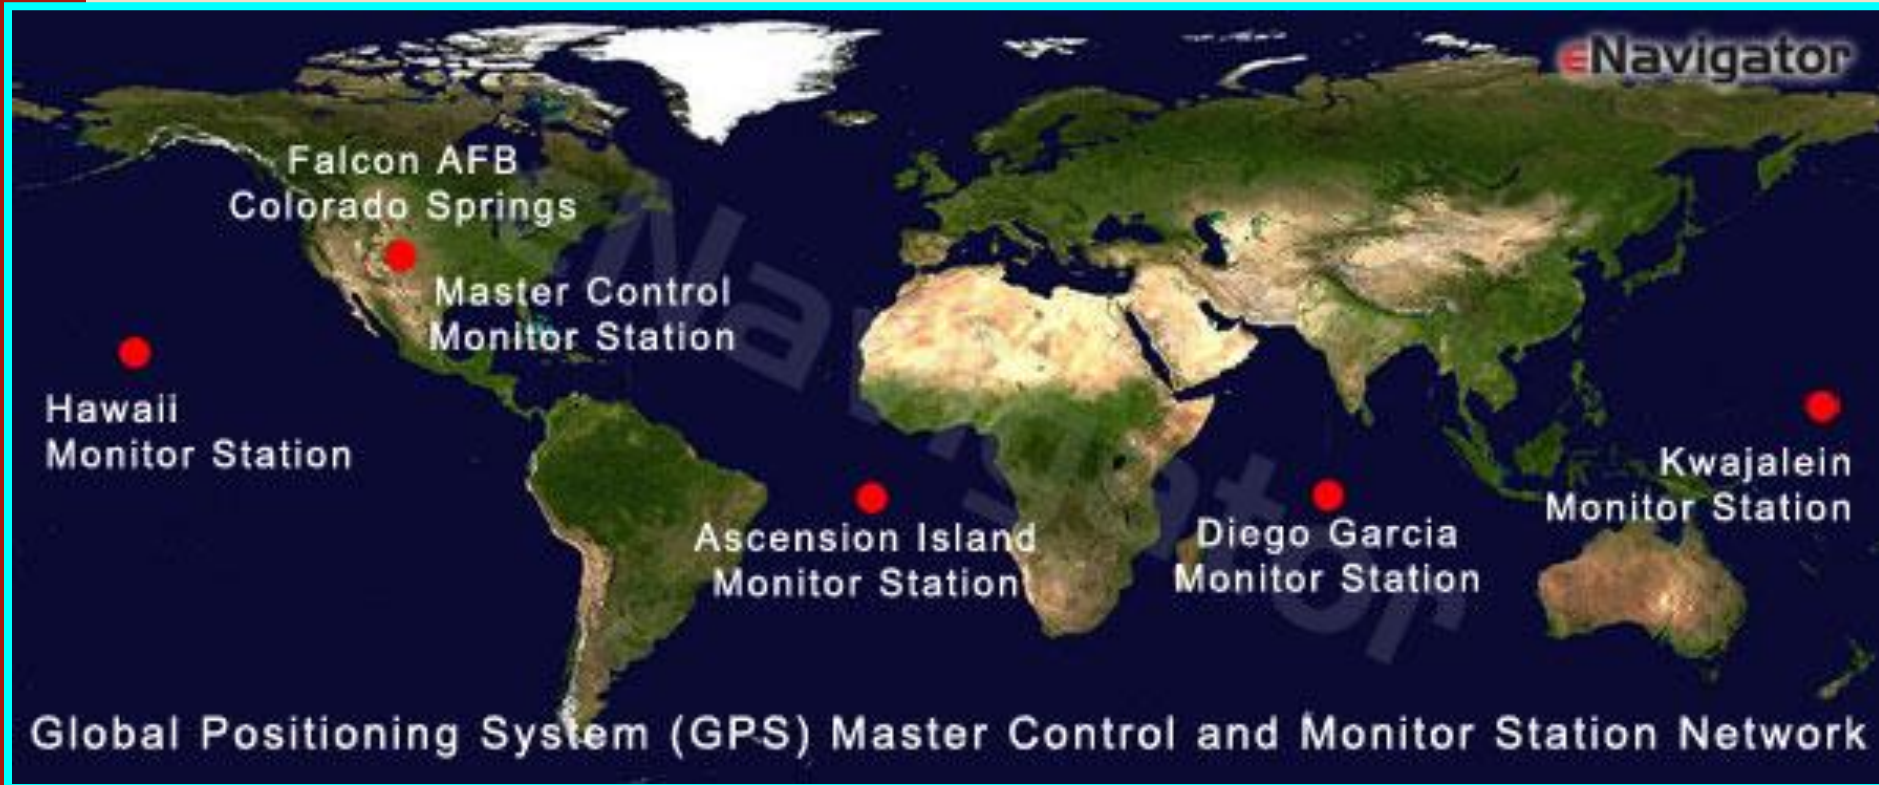 eNavigator
Falcon AFB
Colorado Springs
Master Control
Monitor Station
Hawaii
Monitor Station
Ascension Island
Monitor Station
Diego Garcia
Monitor Station
Kwajalein
Monitor Station
eNavigator
Global Positioning System (GPS) Master Control and Monitor Station Network